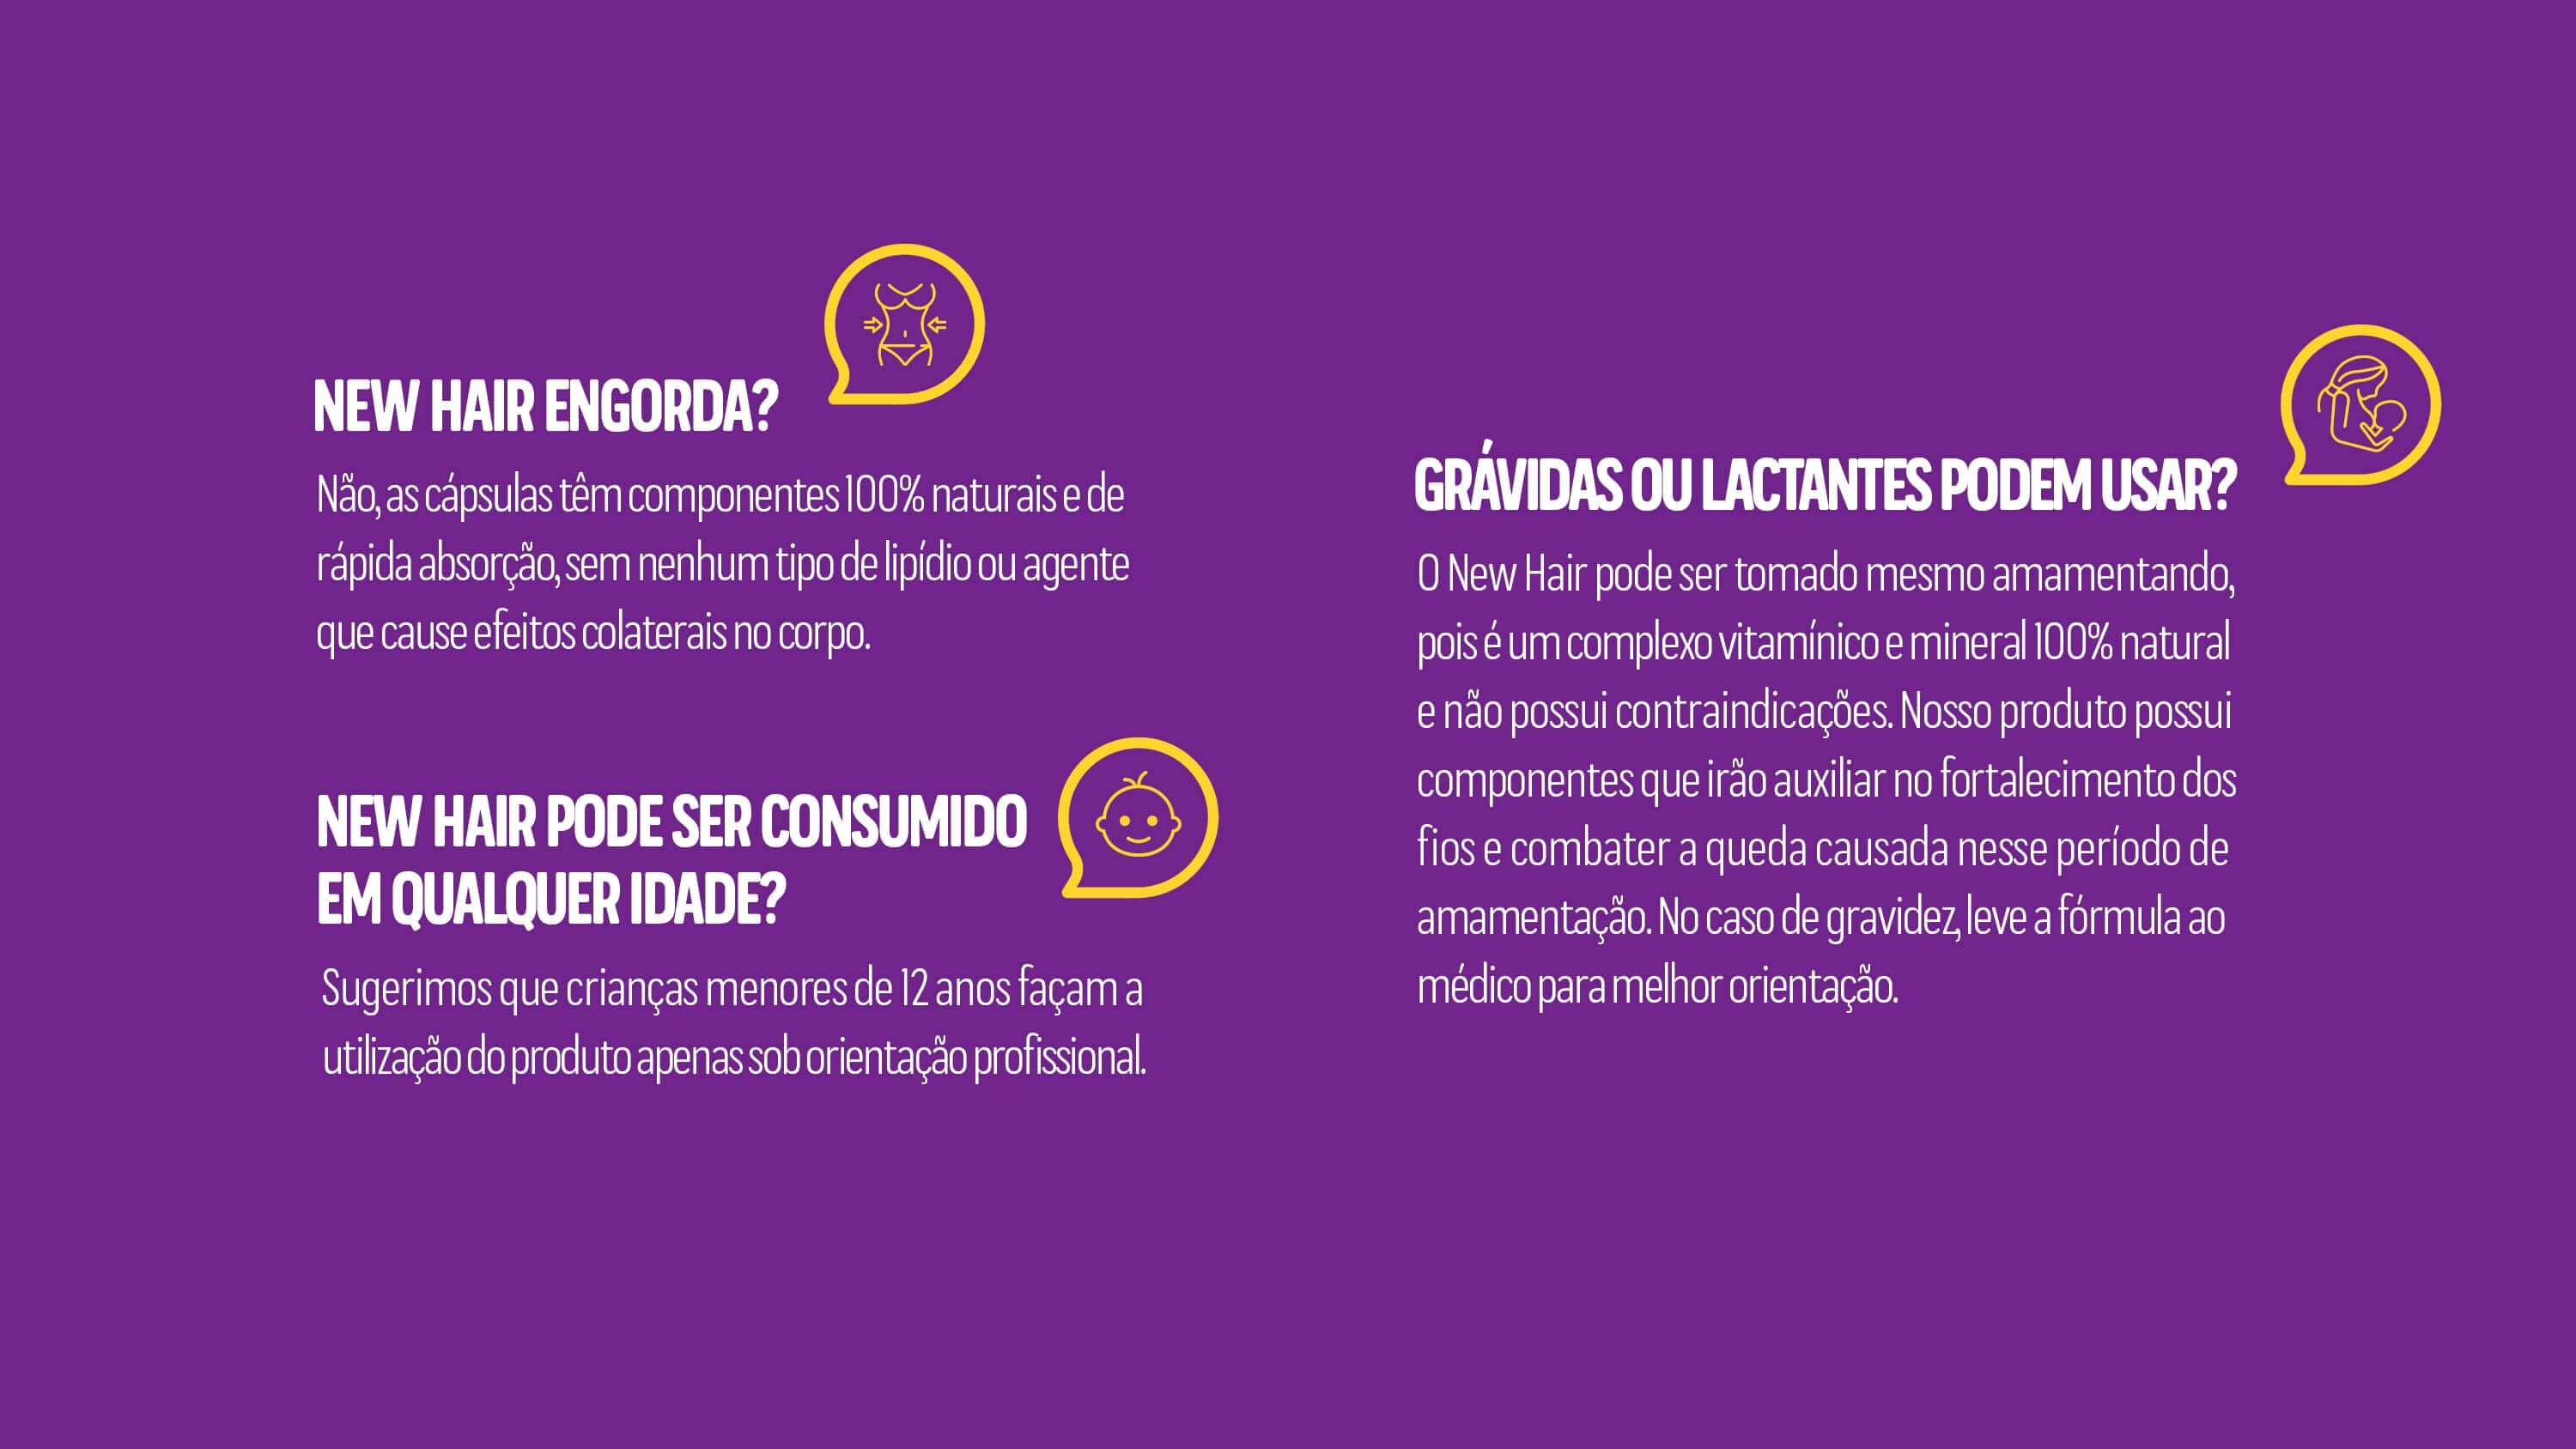 NEW HAIR ENGORDA?
Não, as cápsulas têm componentes 100% naturais e de
rápida absorção, sem nenhum tipo de lipídio ou agente
que cause efeitos colaterais no corpo.
NEW HAIR PODE SER CONSUMIDO
EM QUALQUER IDADE?
Sugerimos que crianças menores de 12 anos façam a
utilização do produto apenas sob orientação profissional.
GRÁVIDAS OU LACTANTES PODEM USAR?
O New Hair pode ser tomado mesmo amamentando,
pois é um complexo vitamínico e mineral 100% natural
e não possui contraindicações. Nosso produto possui
componentes que irão auxiliar no fortalecimento dos
fios e combater a queda causada nesse período de
amamentação. No caso de gravidez, leve a fórmula ao
médico para melhor orientação.